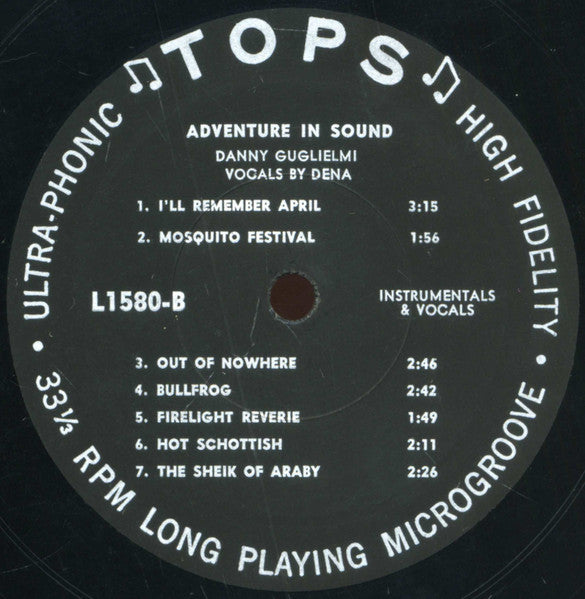 ♫ TOPS ♫
ULTRA-PHONIC
HIGH FIDELITY
ADVENTURE IN SOUND
DANNY GUGLIELMI
VOCALS BY DENA
1. I'LL REMEMBER APRIL 3:15
2. MOSQUITO FESTIVAL 1:56
L1580-B
INSTRUMENTALS
& VOCALS
3. OUT OF NOWHERE 2:46
4. BULLFROG 2:42
5. FIRELIGHT REVERIE 1:49
6. HOT SCHOTTISH 2:11
7. THE SHEIK OF ARABY 2:26
• 33⅓ RPM LONG PLAYING MICROGROOVE •